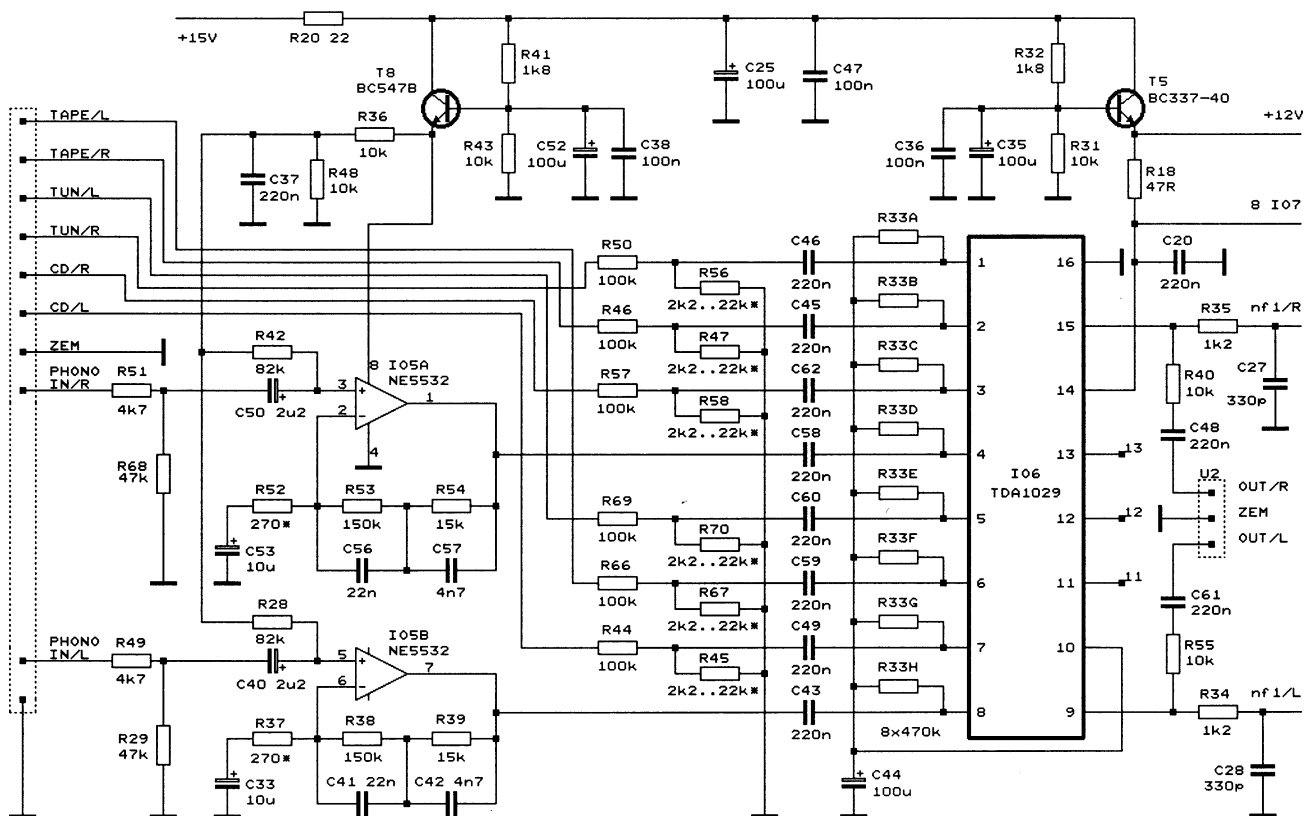 +15V
R20 22
T8
BC547B
R41
1k8
C25
100u
C47
100n
R32
1k8
T5
BC337-40
+12V
TAPE/L
TAPE/R
TUN/L
TUN/R
CD/R
CD/L
ZEM
PHONO
IN/R
R36
10k
C37
220n
R48
10k
R43
10k
C52
100u
C38
100n
C36
100n
C35
100u
R31
10k
R18
47R
8 IO7
C20
220n
R50
100k
R56
2k2..22k*
C46
220n
R33A
1
16
R46
100k
R47
2k2..22k*
C45
220n
R33B
2
15
R35
1k2
nf1/R
C27
330p
R57
100k
R58
2k2..22k*
C62
220n
R33C
3
14
R40
10k
C48
220n
R51
4k7
R68
47k
R42
82k
C50 2u2
8 IO5A
NE5532
3
2
1
4
C58
220n
R33D
4
13
13
IO6
TDA1029
R52
270*
R53
150k
R54
15k
C53
10u
C56
22n
C57
4n7
R69
100k
R70
2k2..22k*
C60
220n
R33E
5
12
12
U2
OUT/R
ZEM
OUT/L
R66
100k
R67
2k2..22k*
C59
220n
R33F
6
11
11
C61
220n
R55
10k
R44
100k
R45
2k2..22k*
C49
220n
R33G
7
10
C43
220n
R33H
8
9
8x470k
C44
100u
R34
1k2
nf1/L
C28
330p
PHONO
IN/L
R49
4k7
R29
47k
R28
82k
C40 2u2
IO5B
NE5532
5
6
7
R37
270*
R38
150k
R39
15k
C33
10u
C41 22n
C42 4n7